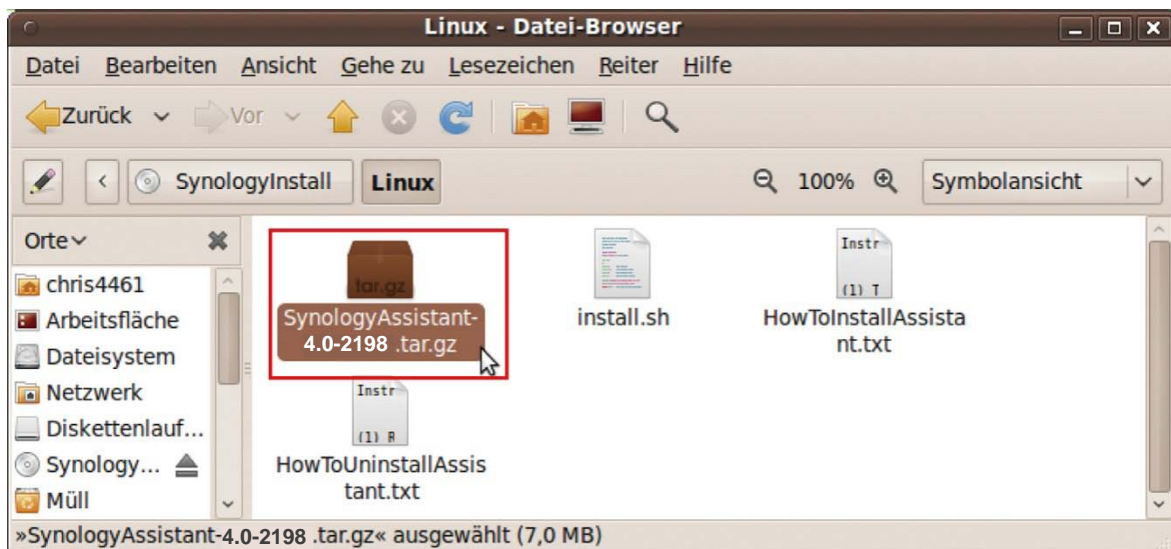 Linux - Datei-Browser
Datei Bearbeiten Ansicht Gehe zu Lesezeichen Reiter Hilfe
Zurück Vor
SynologyInstall Linux 100% Symbolansicht
Orte
chris4461
Arbeitsfläche
Dateisystem
Netzwerk
Diskettenlauf...
Synology...
Müll
tar.gz
SynologyAssistant-
4.0-2198 .tar.gz
install.sh
Instr
(1) T
HowToInstallAssista
nt.txt
Instr
(1) R
HowToUninstallAssis
tant.txt
»SynologyAssistant-4.0-2198 .tar.gz« ausgewählt (7,0 MB)